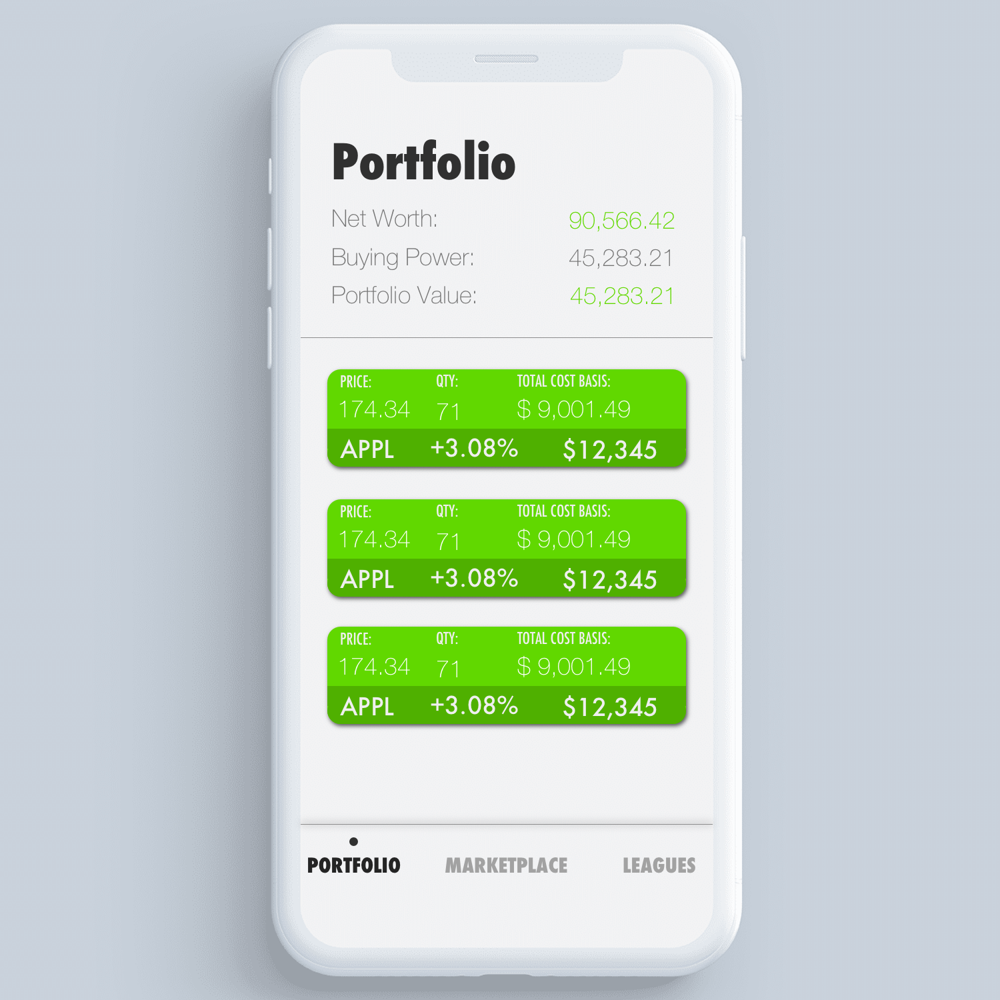 Portfolio
Net Worth: 90,566.42
Buying Power: 45,283.21
Portfolio Value: 45,283.21
PRICE: QTY: TOTAL COST BASIS:
174.34 71 $ 9,001.49
APPL +3.08% $12,345
PRICE: QTY: TOTAL COST BASIS:
174.34 71 $ 9,001.49
APPL +3.08% $12,345
PRICE: QTY: TOTAL COST BASIS:
174.34 71 $ 9,001.49
APPL +3.08% $12,345
PORTFOLIO MARKETPLACE LEAGUES